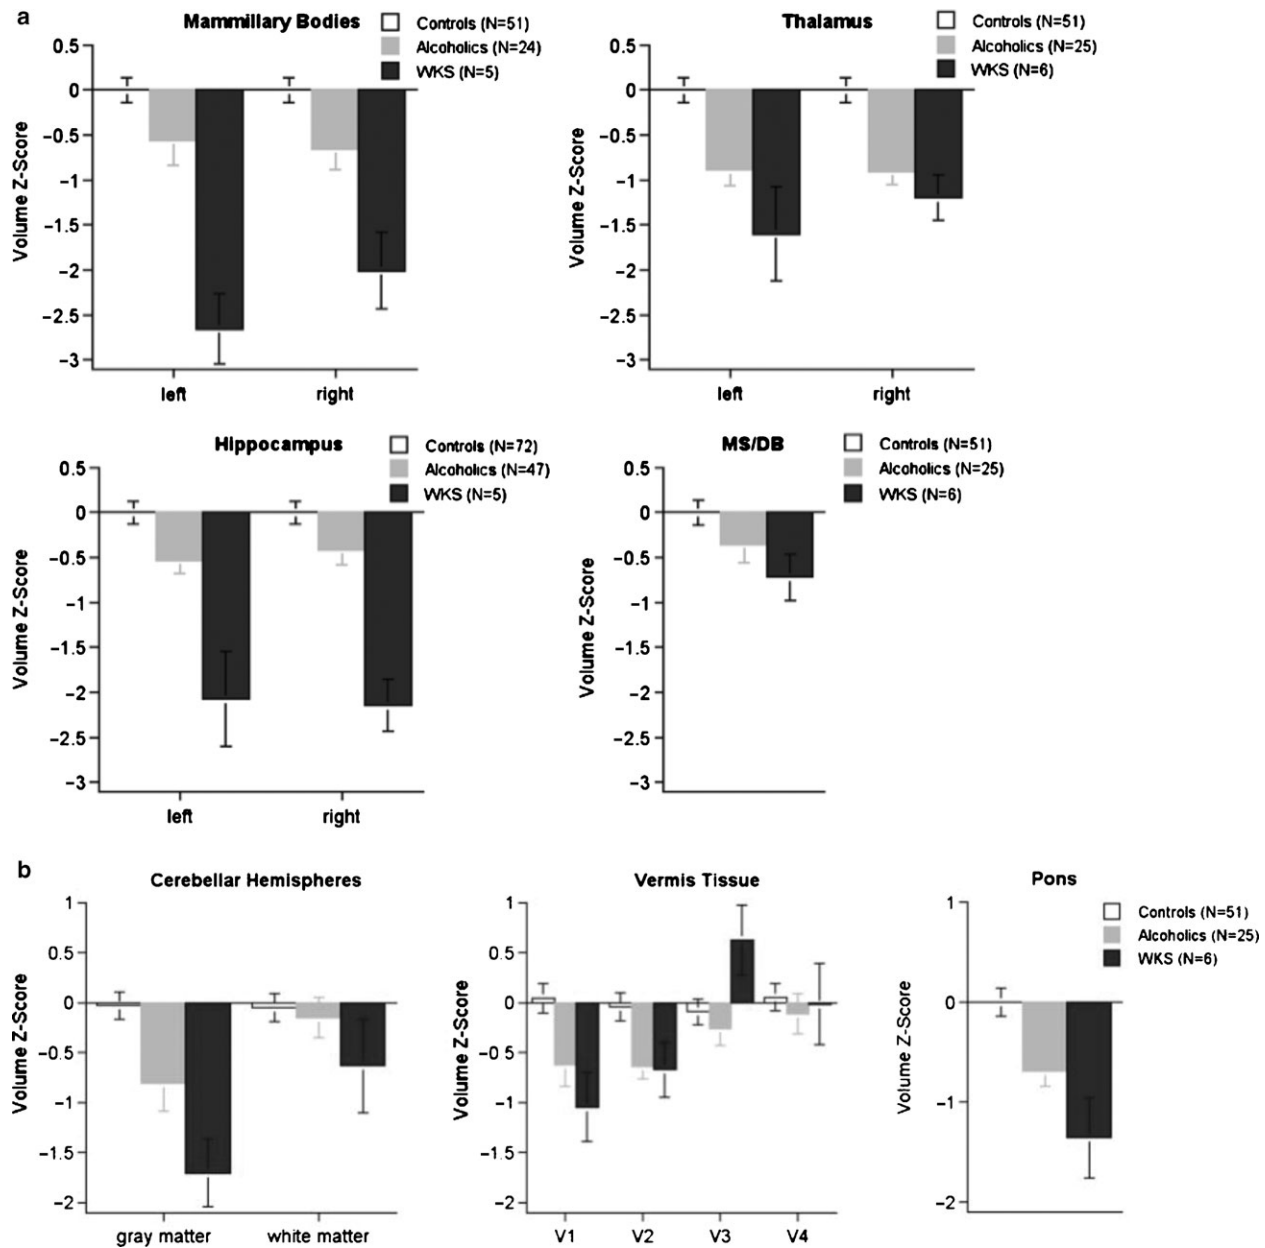 a
Mammillary Bodies
Controls (N=51)
Alcoholics (N=24)
WKS (N=5)
0.5
0
−0.5
−1
−1.5
−2
−2.5
−3
Volume Z-Score
left
right
Thalamus
Controls (N=51)
Alcoholics (N=25)
WKS (N=6)
0.5
0
−0.5
−1
−1.5
−2
−2.5
−3
Volume Z-Score
left
right
Hippocampus
Controls (N=72)
Alcoholics (N=47)
WKS (N=5)
0.5
0
−0.5
−1
−1.5
−2
−2.5
−3
Volume Z-Score
left
right
MS/DB
Controls (N=51)
Alcoholics (N=25)
WKS (N=6)
0.5
0
−0.5
−1
−1.5
−2
−2.5
−3
Volume Z-Score
b
Cerebellar Hemispheres
1
0.5
0
−0.5
−1
−1.5
−2
Volume Z-Score
gray matter
white matter
Vermis Tissue
1
0.5
0
−0.5
−1
−1.5
−2
Volume Z-Score
V1
V2
V3
V4
Pons
Controls (N=51)
Alcoholics (N=25)
WKS (N=6)
1
0
−1
−2
Volume Z-Score